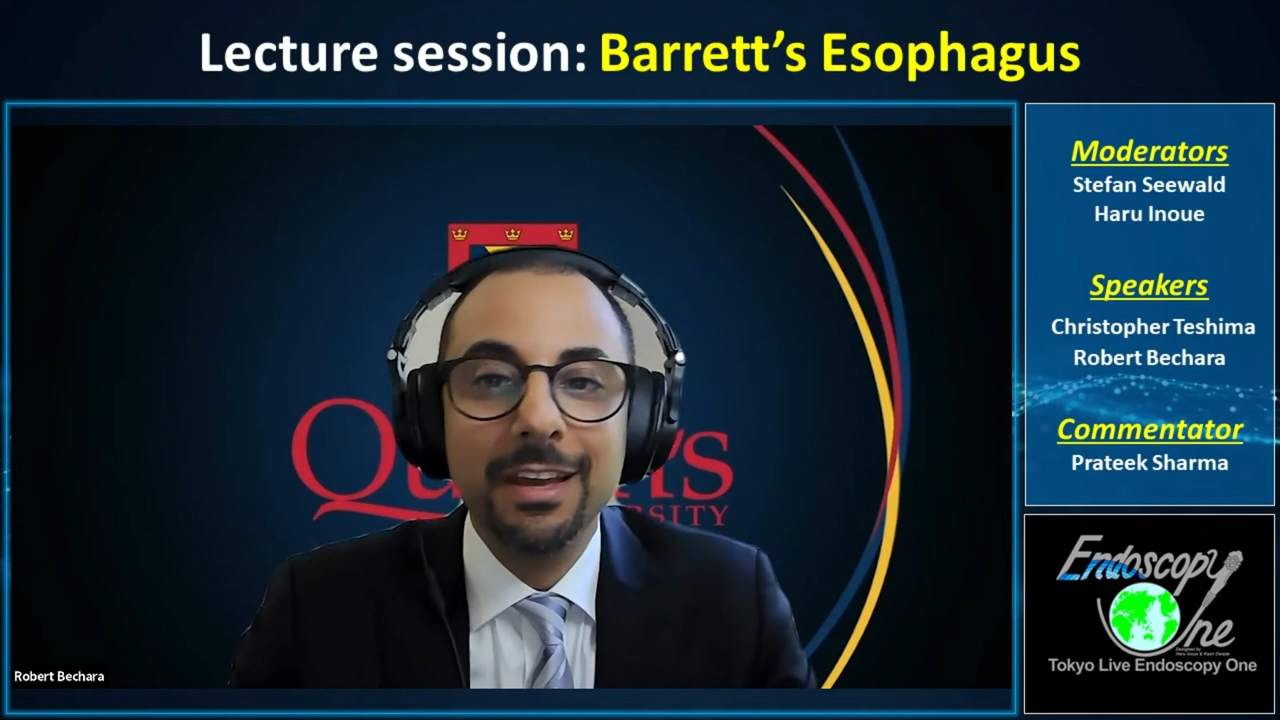 Lecture session: Barrett's Esophagus
Moderators
Stefan Seewald
Haru Inoue
Speakers
Christopher Teshima
Robert Bechara
Commentator
Prateek Sharma
Robert Bechara
Endoscopy
One
Tokyo Live Endoscopy One